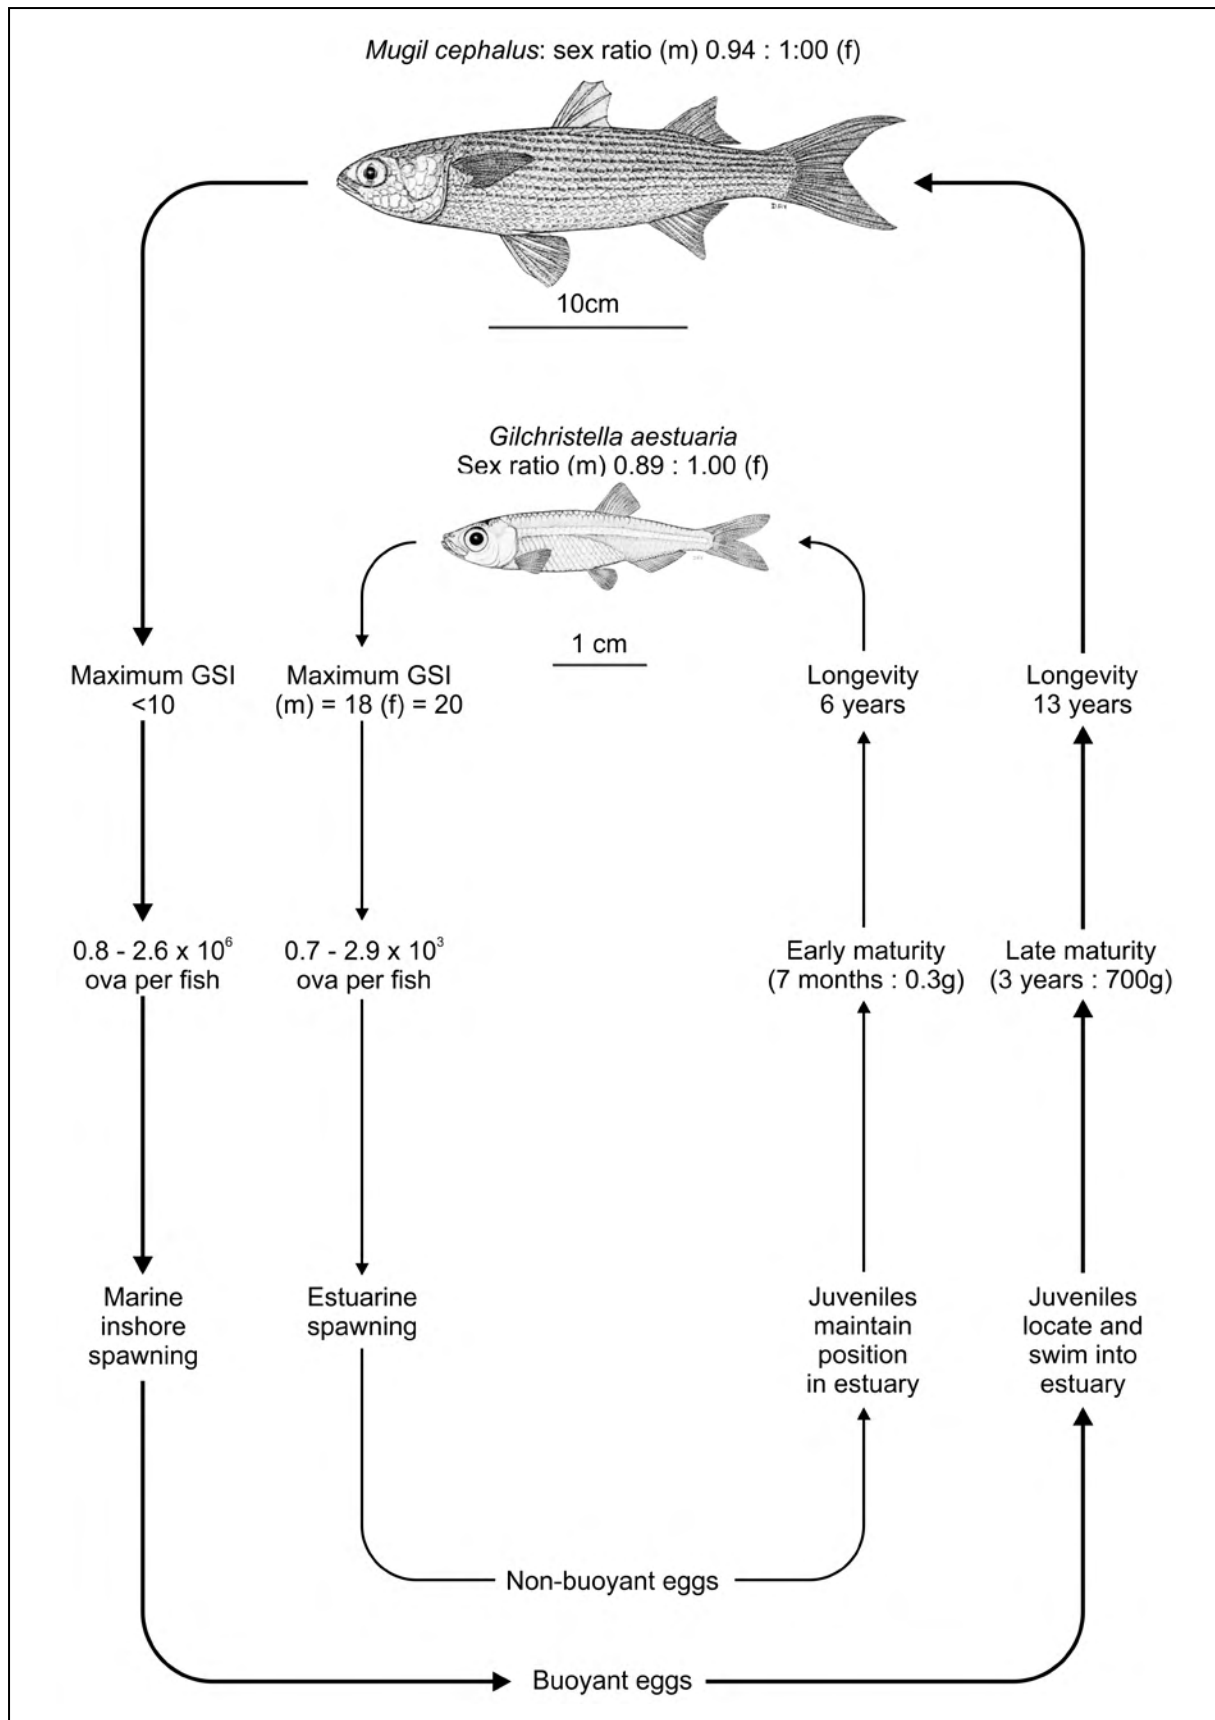 Mugil cephalus: sex ratio (m) 0.94 : 1:00 (f)
10cm
Gilchristella aestuaria
Sex ratio (m) 0.89 : 1.00 (f)
1 cm
Maximum GSI
<10
Maximum GSI
(m) = 18 (f) = 20
Longevity
6 years
Longevity
13 years
0.8 - 2.6 x 10⁶
ova per fish
0.7 - 2.9 x 10³
ova per fish
Early maturity
(7 months : 0.3g)
Late maturity
(3 years : 700g)
Marine
inshore
spawning
Estuarine
spawning
Juveniles
maintain
position
in estuary
Juveniles
locate and
swim into
estuary
Non-buoyant eggs
Buoyant eggs